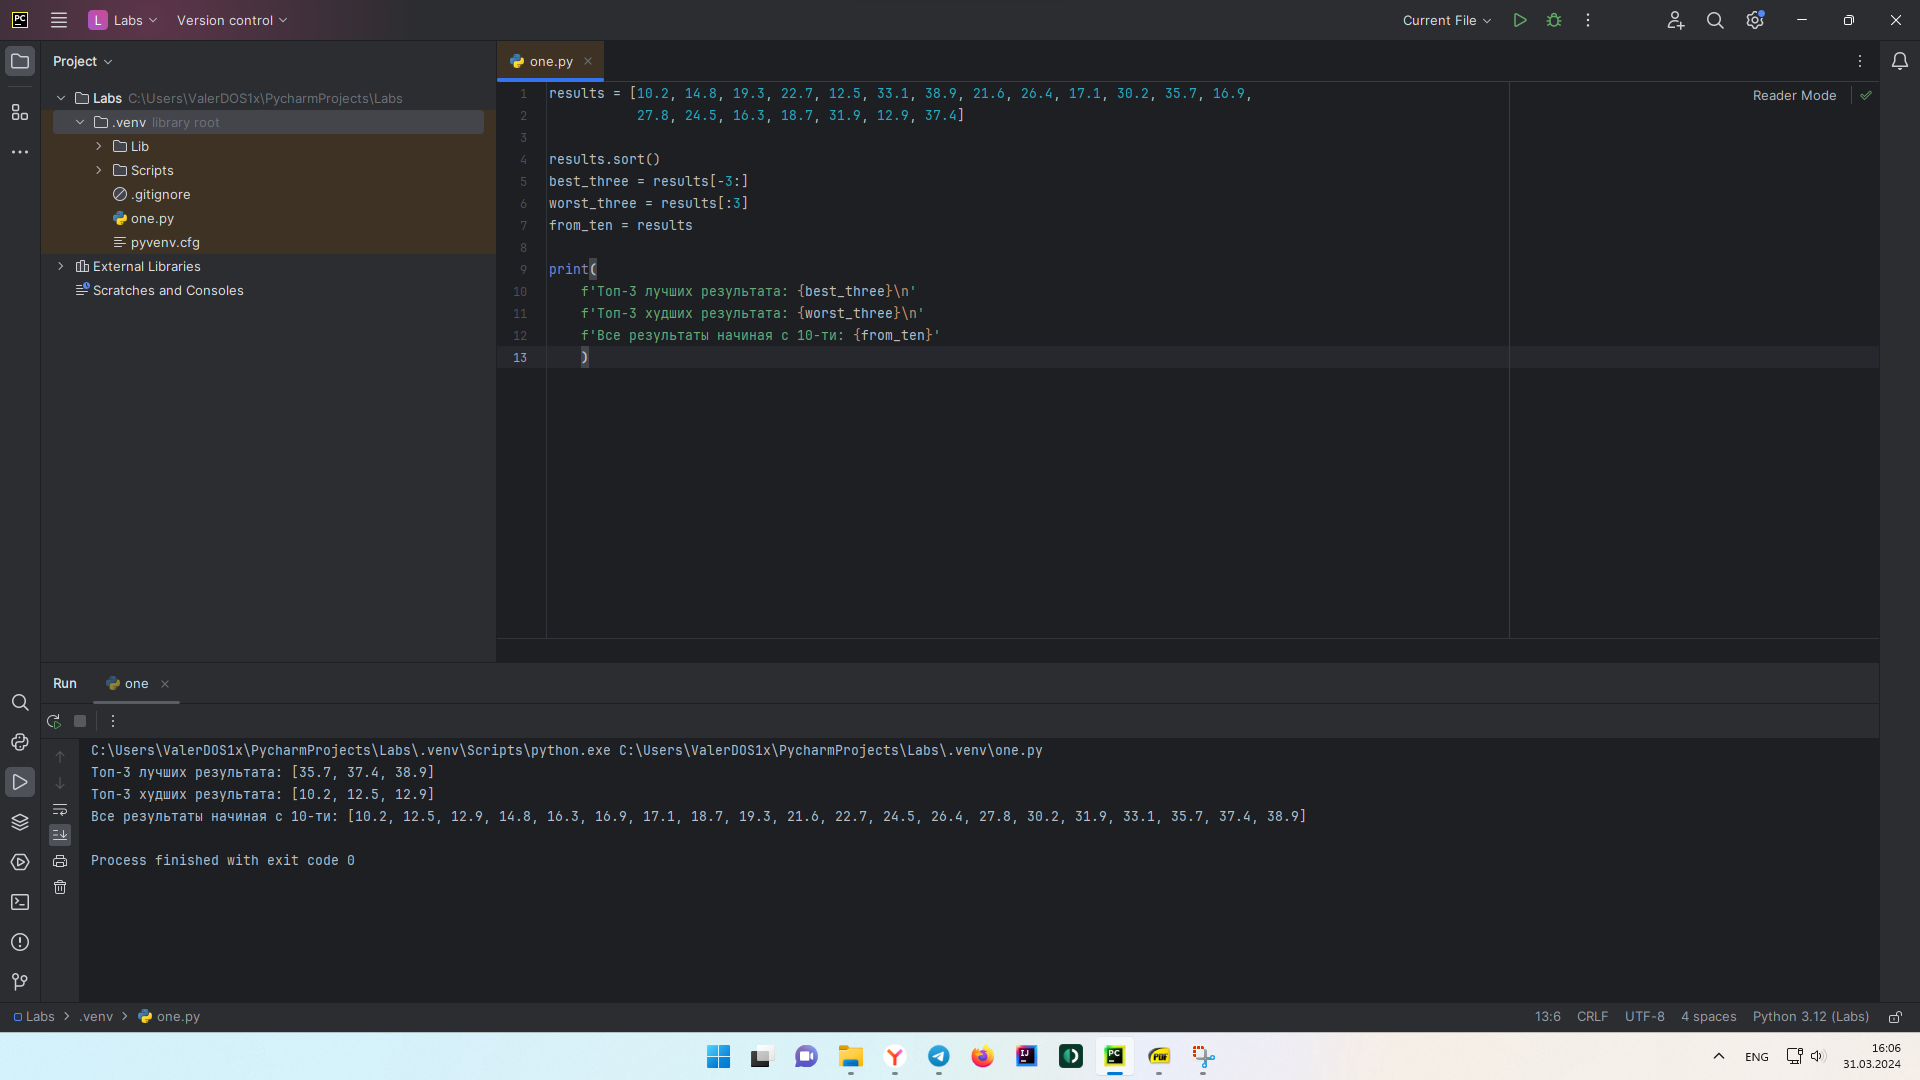 PC L Labs Version control Current File
Project
one.py
Labs C:\Users\ValerDOS1x\PycharmProjects\Labs
.venv library root
Lib
Scripts
.gitignore
one.py
pyvenv.cfg
External Libraries
Scratches and Consoles
Reader Mode
1 results = [10.2, 14.8, 19.3, 22.7, 12.5, 33.1, 38.9, 21.6, 26.4, 17.1, 30.2, 35.7, 16.9,
2 27.8, 24.5, 16.3, 18.7, 31.9, 12.9, 37.4]
3
4 results.sort()
5 best_three = results[-3:]
6 worst_three = results[:3]
7 from_ten = results
8
9 print(
10 f'Топ-3 лучших результата: {best_three}\n'
11 f'Топ-3 худших результата: {worst_three}\n'
12 f'Все результаты начиная с 10-ти: {from_ten}'
13 )
Run one
C:\Users\ValerDOS1x\PycharmProjects\Labs\.venv\Scripts\python.exe C:\Users\ValerDOS1x\PycharmProjects\Labs\.venv\one.py
Топ-3 лучших результата: [35.7, 37.4, 38.9]
Топ-3 худших результата: [10.2, 12.5, 12.9]
Все результаты начиная с 10-ти: [10.2, 12.5, 12.9, 14.8, 16.3, 16.9, 17.1, 18.7, 19.3, 21.6, 22.7, 24.5, 26.4, 27.8, 30.2, 31.9, 33.1, 35.7, 37.4, 38.9]
Process finished with exit code 0
Labs .venv one.py
13:6 CRLF UTF-8 4 spaces Python 3.12 (Labs)
IJ PC PDF
ENG
16:06
31.03.2024